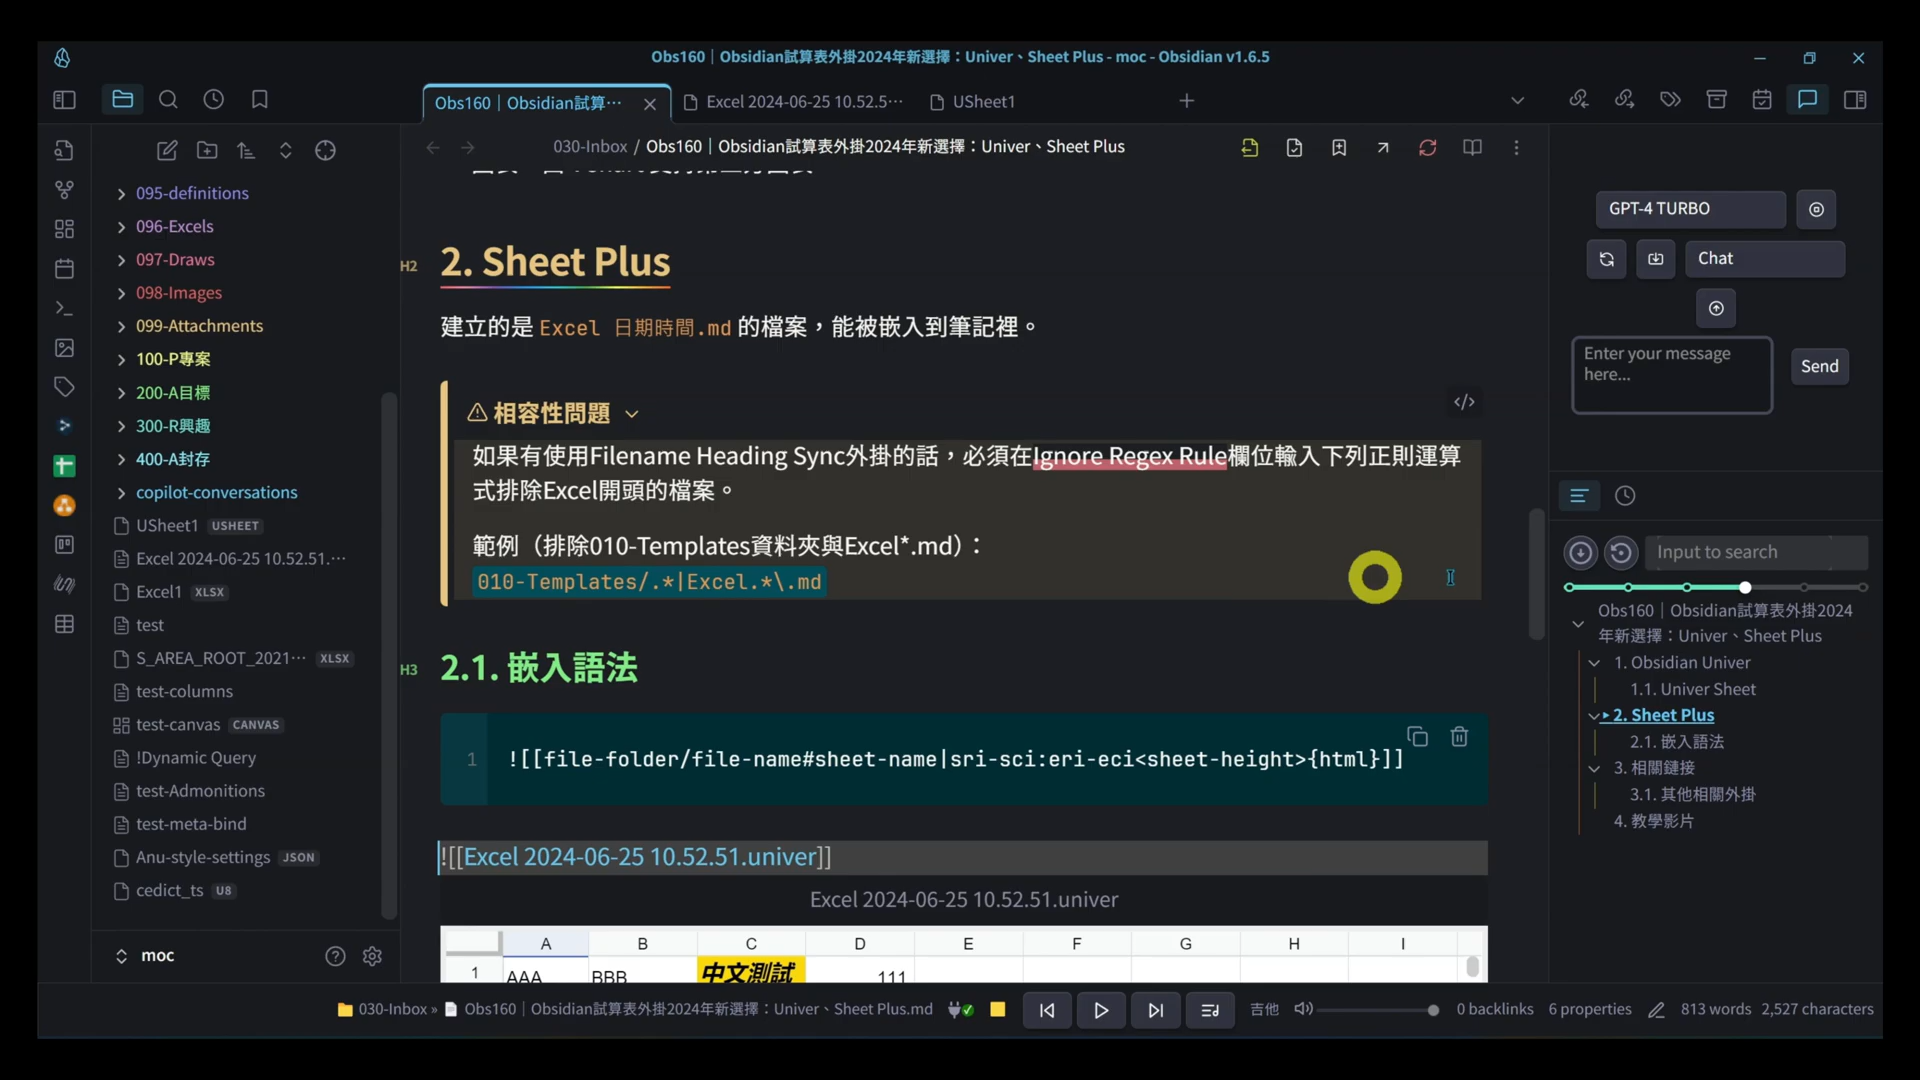 Obs160｜Obsidian試算表外掛2024年新選擇：Univer、Sheet Plus - moc - Obsidian v1.6.5
Obs160｜Obsidian試算⋯
Excel 2024-06-25 10.52.5⋯
USheet1
030-Inbox / Obs160｜Obsidian試算表外掛2024年新選擇：Univer、Sheet Plus
095-definitions
096-Excels
097-Draws
098-Images
099-Attachments
100-P專案
200-A目標
300-R興趣
400-A封存
copilot-conversations
USheet1 USHEET
Excel 2024-06-25 10.52.51.⋯
Excel1 XLSX
test
S_AREA_ROOT_2021⋯ XLSX
test-columns
test-canvas CANVAS
!Dynamic Query
test-Admonitions
test-meta-bind
Anu-style-settings JSON
cedict_ts U8
moc
H2
2. Sheet Plus
建立的是 Excel 日期時間.md 的檔案，能被嵌入到筆記裡。
相容性問題
如果有使用Filename Heading Sync外掛的話，必須在Ignore Regex Rule欄位輸入下列正則運算
式排除Excel開頭的檔案。
範例（排除010-Templates資料夾與Excel*.md）：
010-Templates/.*|Excel.*\.md
H3
2.1. 嵌入語法
1 ![[file-folder/file-name#sheet-name|sri-sci:eri-eci<sheet-height>{html}]]
![[Excel 2024-06-25 10.52.51.univer]]
Excel 2024-06-25 10.52.51.univer
A B C D E F G H I
1 AAA BBB 中文測試 111
GPT-4 TURBO
Chat
Enter your message
here...
Send
Input to search
Obs160｜Obsidian試算表外掛2024
年新選擇：Univer、Sheet Plus
1. Obsidian Univer
1.1. Univer Sheet
2. Sheet Plus
2.1. 嵌入語法
3. 相關鏈接
3.1. 其他相關外掛
4. 教學影片
030-Inbox » Obs160｜Obsidian試算表外掛2024年新選擇：Univer、Sheet Plus.md
吉他
0 backlinks 6 properties 813 words 2,527 characters